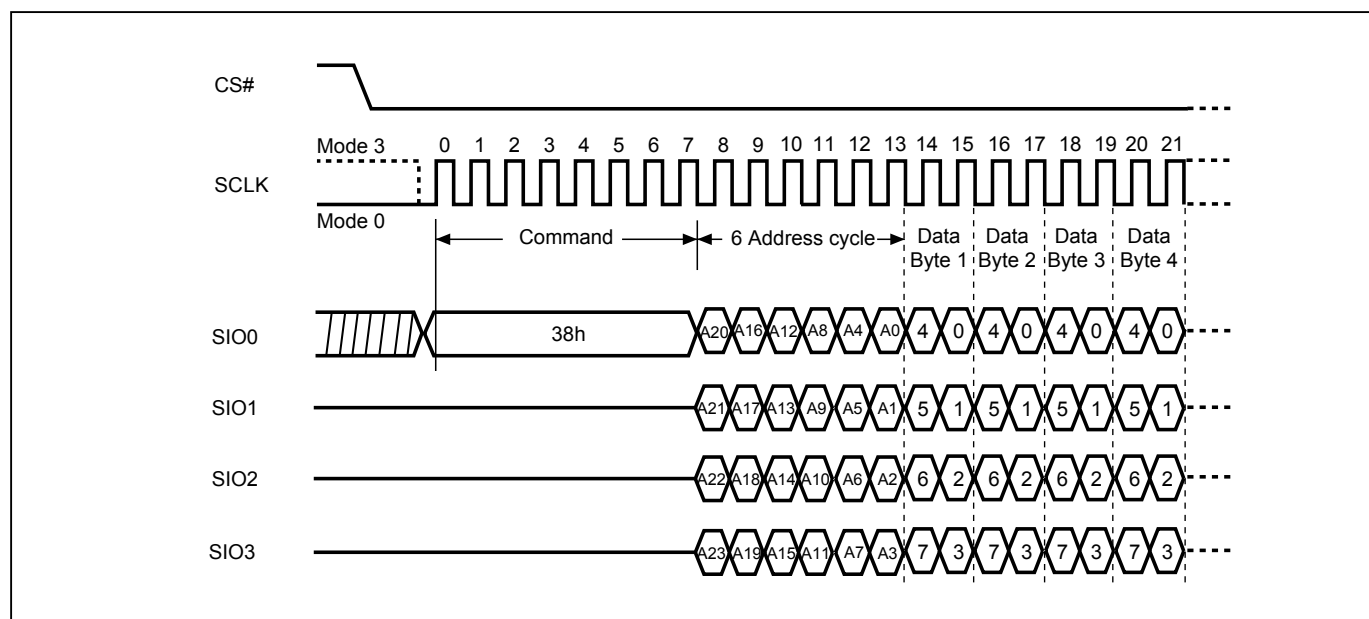 CS#
Mode 3
0 1 2 3 4 5 6 7 8 9 10 11 12 13 14 15 16 17 18 19 20 21
SCLK
Mode 0
Command
6 Address cycle
Data Byte 1
Data Byte 2
Data Byte 3
Data Byte 4
SIO0
38h
A20 A16 A12 A8 A4 A0 4 0 4 0 4 0 4 0
SIO1
A21 A17 A13 A9 A5 A1 5 1 5 1 5 1 5 1
SIO2
A22 A18 A14 A10 A6 A2 6 2 6 2 6 2 6 2
SIO3
A23 A19 A15 A11 A7 A3 7 3 7 3 7 3 7 3